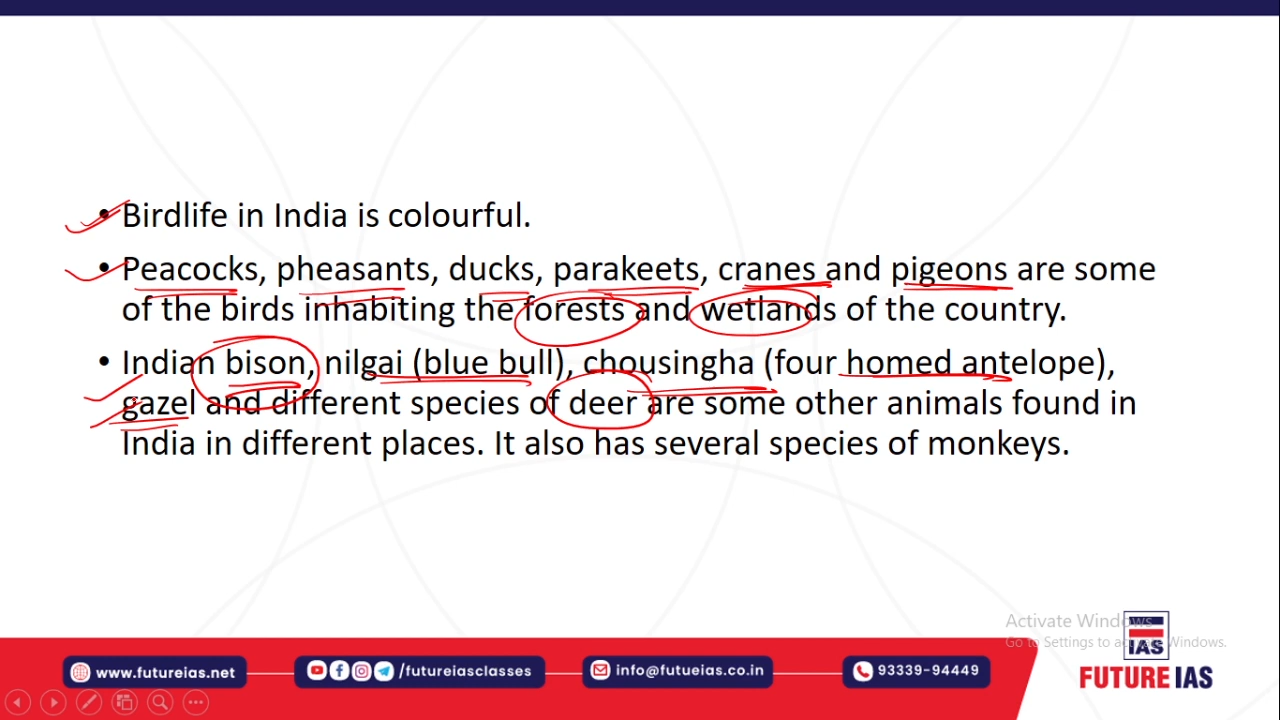 • Birdlife in India is colourful.
• Peacocks, pheasants, ducks, parakeets, cranes and pigeons are some
of the birds inhabiting the forests and wetlands of the country.
• Indian bison, nilgai (blue bull), chousingha (four homed antelope),
gazel and different species of deer are some other animals found in
India in different places. It also has several species of monkeys.
Activate Windows
Go to Settings to activate Windows.
IAS
FUTURE IAS
www.futureias.net
/futureiasclasses
info@futueias.co.in
93339-94449